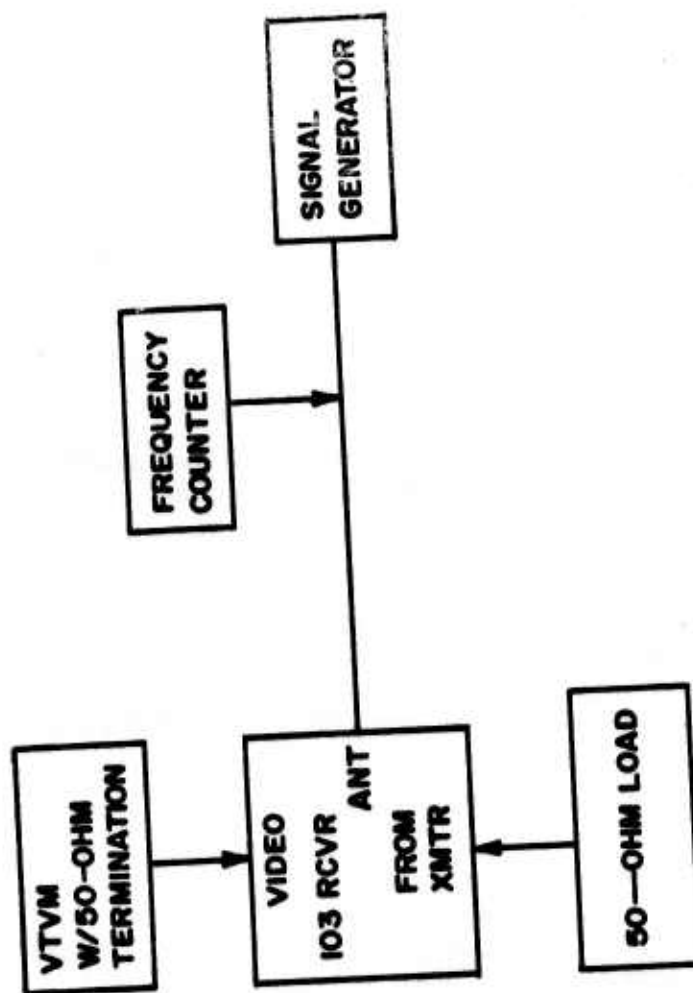 VTVM
W/50-OHM
TERMINATION
VIDEO
103 RCVR
ANT
FROM
XMTR
50-OHM LOAD
FREQUENCY
COUNTER
SIGNAL
GENERATOR